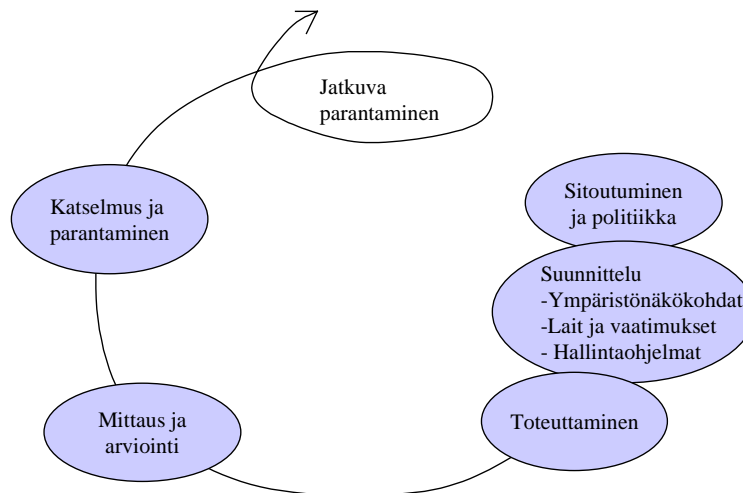 Jatkuva
parantaminen
Sitoutuminen
ja politiikka
Suunnittelu
-Ympäristönäkökohdat
-Lait ja vaatimukset
- Hallintaohjelmat
Toteuttaminen
Mittaus ja
arviointi
Katselmus ja
parantaminen